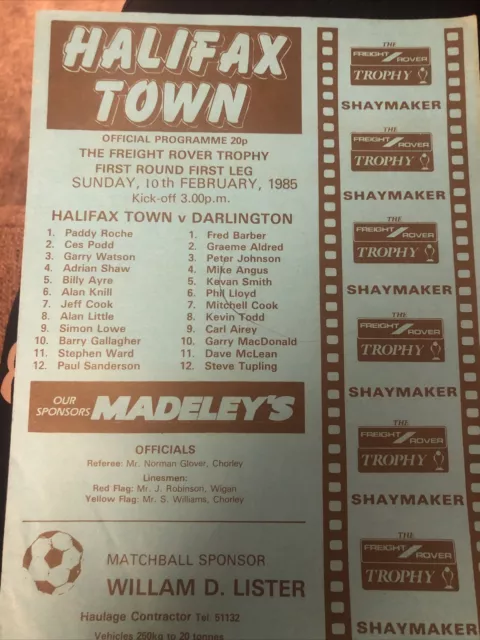 HALIFAX
TOWN
OFFICIAL PROGRAMME 20p
THE FREIGHT ROVER TROPHY
FIRST ROUND FIRST LEG
SUNDAY, 10th FEBRUARY, 1985
Kick-off 3.00p.m.
HALIFAX TOWN v DARLINGTON
1. Paddy Roche
2. Ces Podd
3. Garry Watson
4. Adrian Shaw
5. Billy Ayre
6. Alan Knill
7. Jeff Cook
8. Alan Little
9. Simon Lowe
10. Barry Gallagher
11. Stephen Ward
12. Paul Sanderson
1. Fred Barber
2. Graeme Aldred
3. Peter Johnson
4. Mike Angus
5. Kevan Smith
6. Phil Lloyd
7. Mitchell Cook
8. Kevin Todd
9. Carl Airey
10. Garry MacDonald
11. Dave McLean
12. Steve Tupling
OUR
SPONSORS
MADELEY'S
OFFICIALS
Referee: Mr. Norman Glover, Chorley
Linesmen:
Red Flag: Mr. J. Robinson, Wigan
Yellow Flag: Mr. S. Williams, Chorley
MATCHBALL SPONSOR
WILLAM D. LISTER
Haulage Contractor Tel 51132
Vehicles 250kg to 20 tonnes
THE
FREIGHT ROVER
TROPHY
SHAYMAKER
THE
FREIGHT ROVER
TROPHY
SHAYMAKER
THE
FREIGHT ROVER
TROPHY
SHAYMAKER
THE
FREIGHT ROVER
TROPHY
SHAYMAKER
THE
FREIGHT ROVER
TROPHY
SHAYMAKER
THE
FREIGHT ROVER
TROPHY
SHAYMAKER